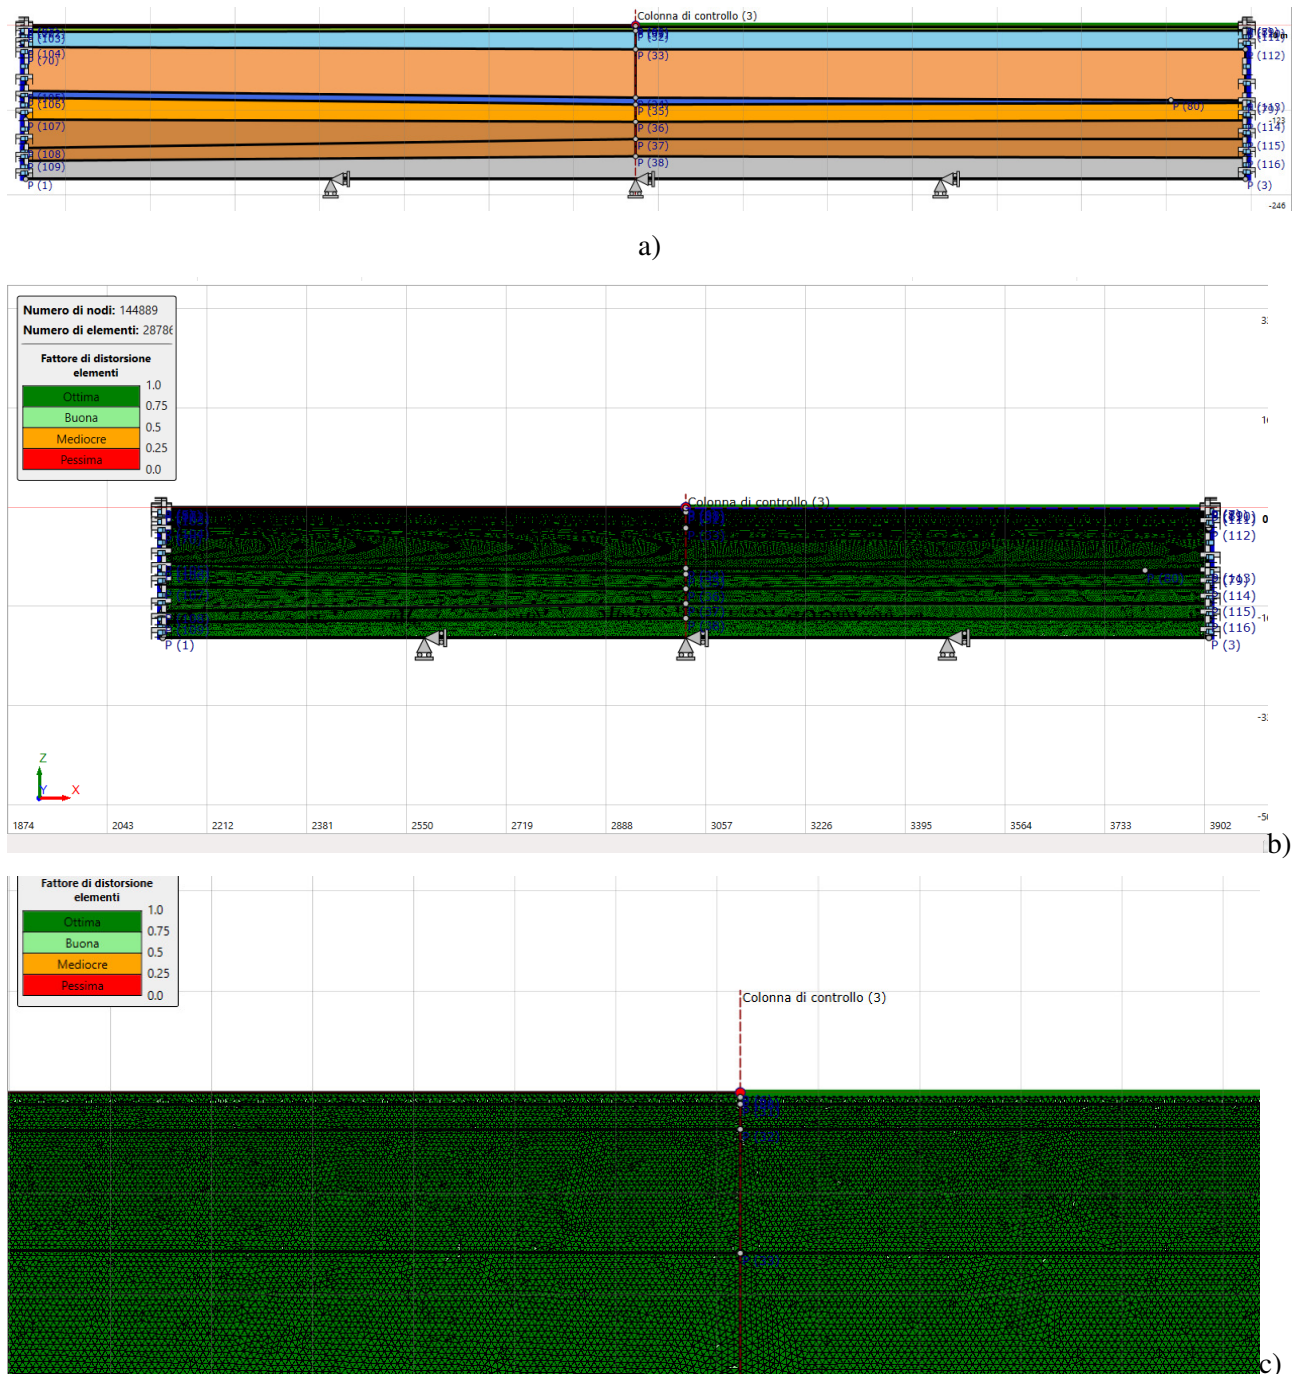 Colonna di controllo (3)
(103)
(104)
(70)
P (33)
(112)
P (80)
(106)
P (35)
-123
(107)
P (36)
(114)
(108)
P (37)
(115)
(109)
P (38)
(116)
P (1)
P (3)
-246
a)
Numero di nodi: 144889
Numero di elementi: 28786
Fattore di distorsione
elementi
1.0
Ottima
0.75
Buona
0.5
Mediocre
0.25
Pessima
0.0
Colonna di controllo (3)
0
P (112)
(79)
P (114)
P (115)
P (116)
P (1)
P (3)
Z
Y
X
1874
2043
2212
2381
2550
2719
2888
3057
3226
3395
3564
3733
3902
b)
Fattore di distorsione
elementi
1.0
Ottima
0.75
Buona
0.5
Mediocre
0.25
Pessima
0.0
Colonna di controllo (3)
c)